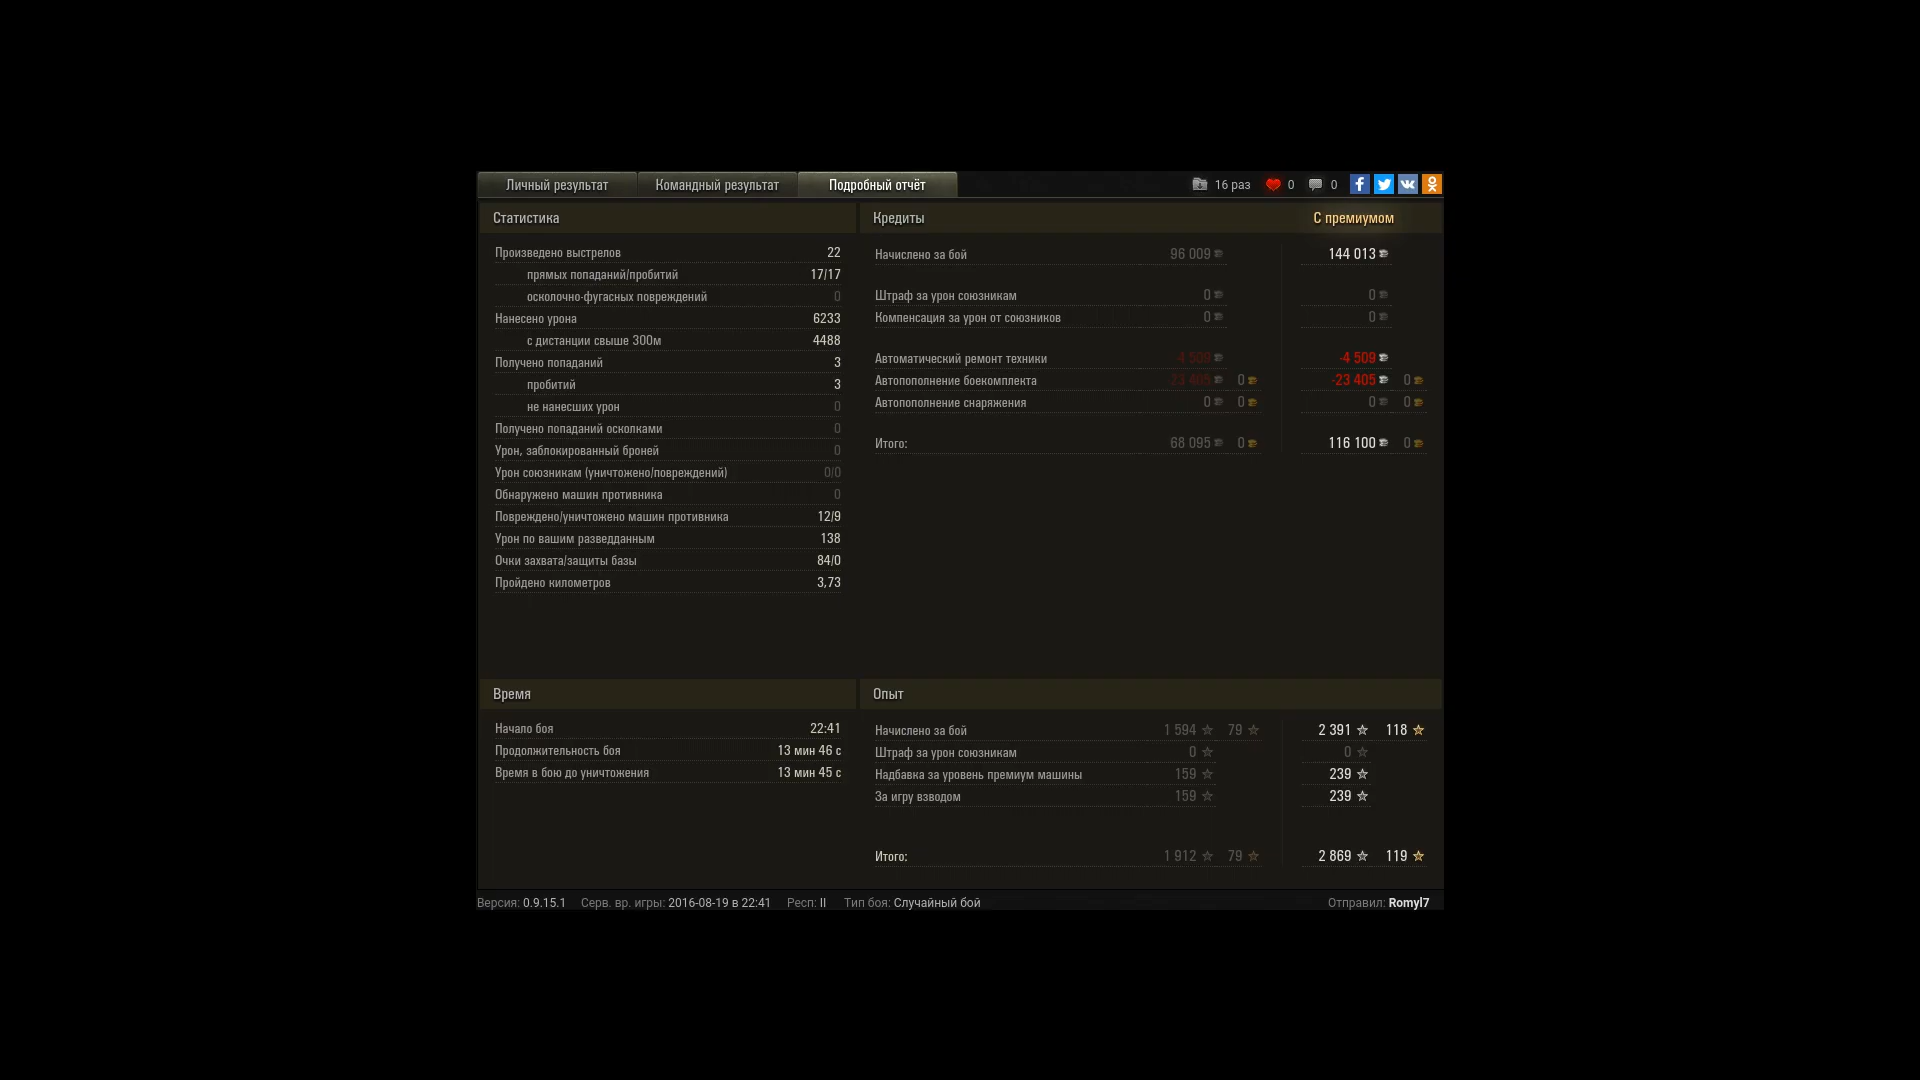 Личный результат Командный результат Подробный отчёт 16 раз 0 0
Статистика
Произведено выстрелов 22
прямых попаданий/пробитий 17/17
осколочно-фугасных повреждений 0
Нанесено урона 6233
с дистанции свыше 300м 4488
Получено попаданий 3
пробитий 3
не нанесших урон 0
Получено попаданий осколками 0
Урон, заблокированный броней 0
Урон союзникам (уничтожено/повреждений) 0/0
Обнаружено машин противника 0
Повреждено/уничтожено машин противника 12/9
Урон по вашим разведданным 138
Очки захвата/защиты базы 84/0
Пройдено километров 3,73
Кредиты С премиумом
Начислено за бой 96 009 144 013
Штраф за урон союзникам 0 0
Компенсация за урон от союзников 0 0
Автоматический ремонт техники -4 509 -4 509
Автопополнение боекомплекта -23 405 0 -23 405 0
Автопополнение снаряжения 0 0 0 0
Итого: 68 095 0 116 100 0
Время
Начало боя 22:41
Продолжительность боя 13 мин 46 с
Время в бою до уничтожения 13 мин 45 с
Опыт
Начислено за бой 1 594 79 2 391 118
Штраф за урон союзникам 0 0
Надбавка за уровень премиум машины 159 239
За игру взводом 159 239
Итого: 1 912 79 2 869 119
Версия: 0.9.15.1 Серв. вр. игры: 2016-08-19 в 22:41 Респ: II Тип боя: Случайный бой Отправил: Romyl7